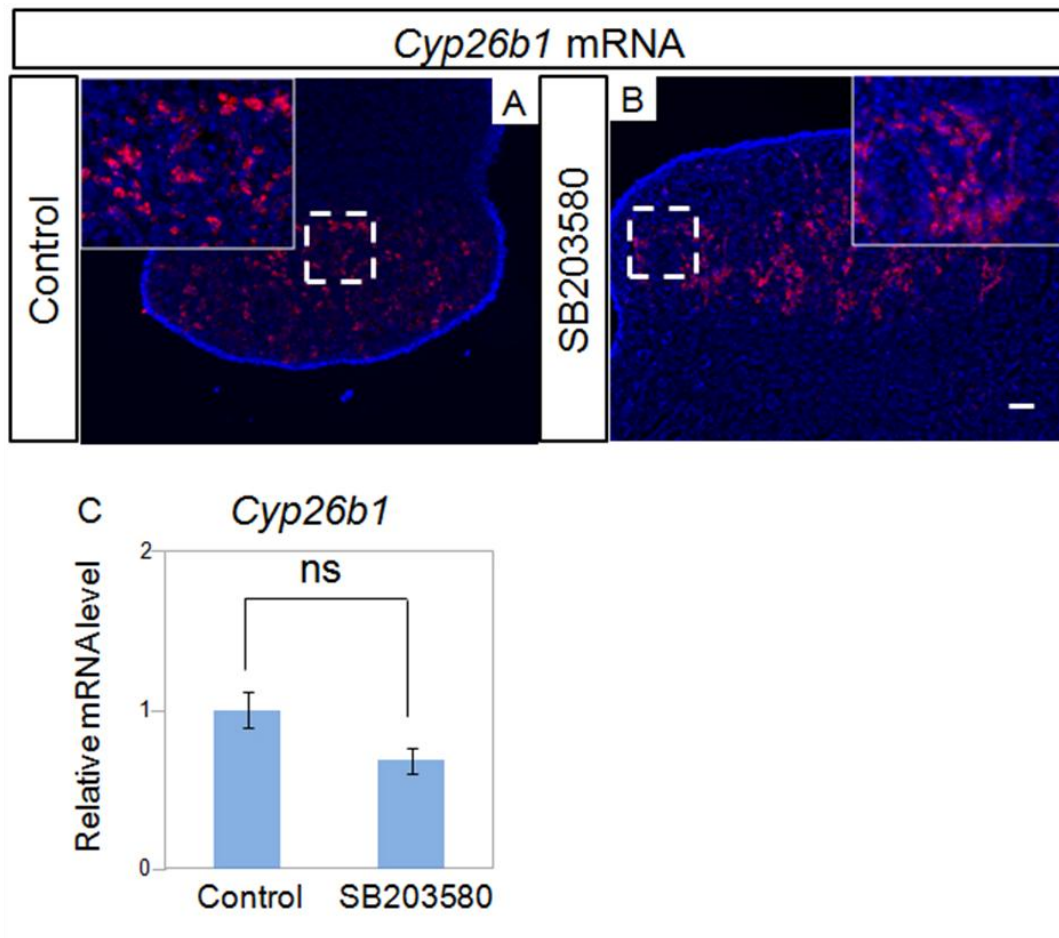 Cyp26b1 mRNA
Control
A
SB203580
B
C
Cyp26b1
Relative mRNA level
2
ns
1
0
Control
SB203580